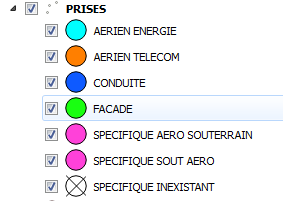 PRISES
AERIEN ENERGIE
AERIEN TELECOM
CONDUITE
FACADE
SPECIFIQUE AERO SOUTERRAIN
SPECIFIQUE SOUT AERO
SPECIFIQUE INEXISTANT